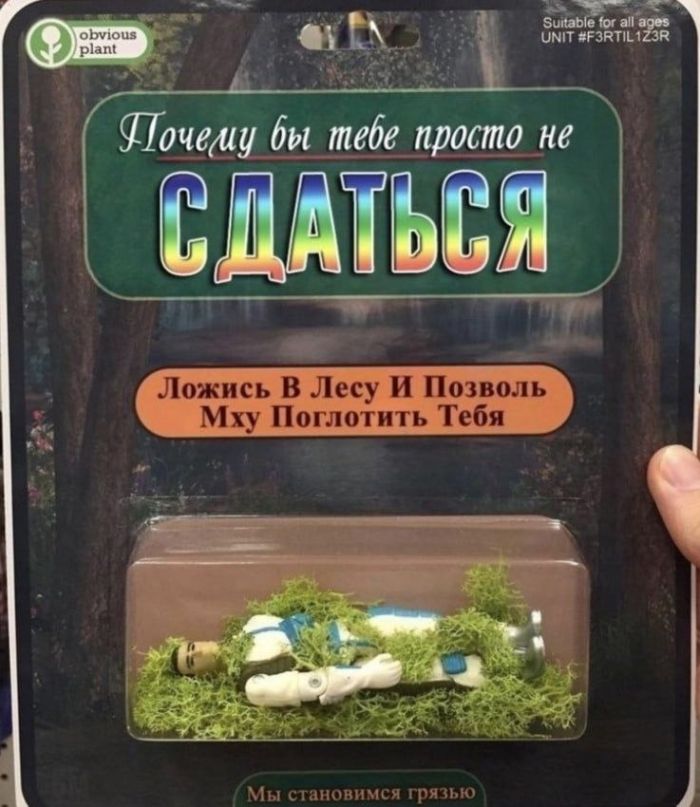 obvious
plant
Suitable for all ages
UNIT #F3RTIL1Z3R
Почему бы тебе просто не
СДАТЬСЯ
Ложись В Лесу И Позволь
Мху Поглотить Тебя
Мы становимся грязью